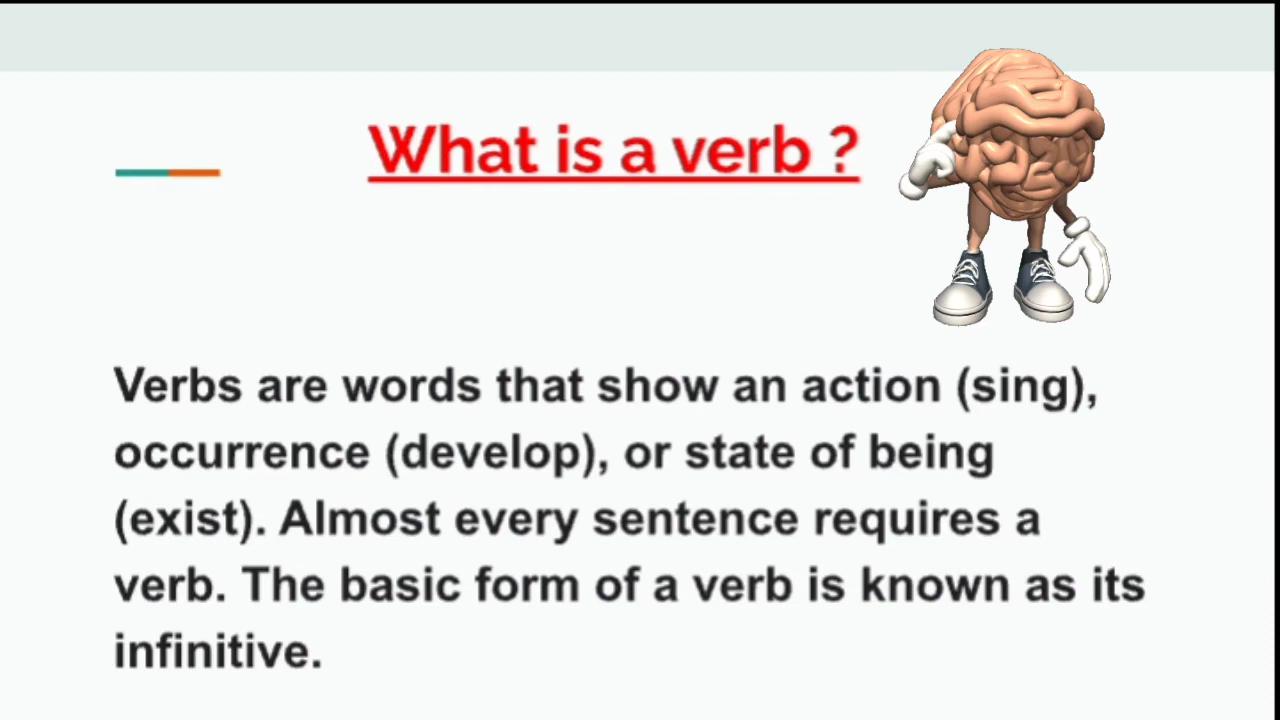 What is a verb ?
Verbs are words that show an action (sing),
occurrence (develop), or state of being
(exist). Almost every sentence requires a
verb. The basic form of a verb is known as its
infinitive.